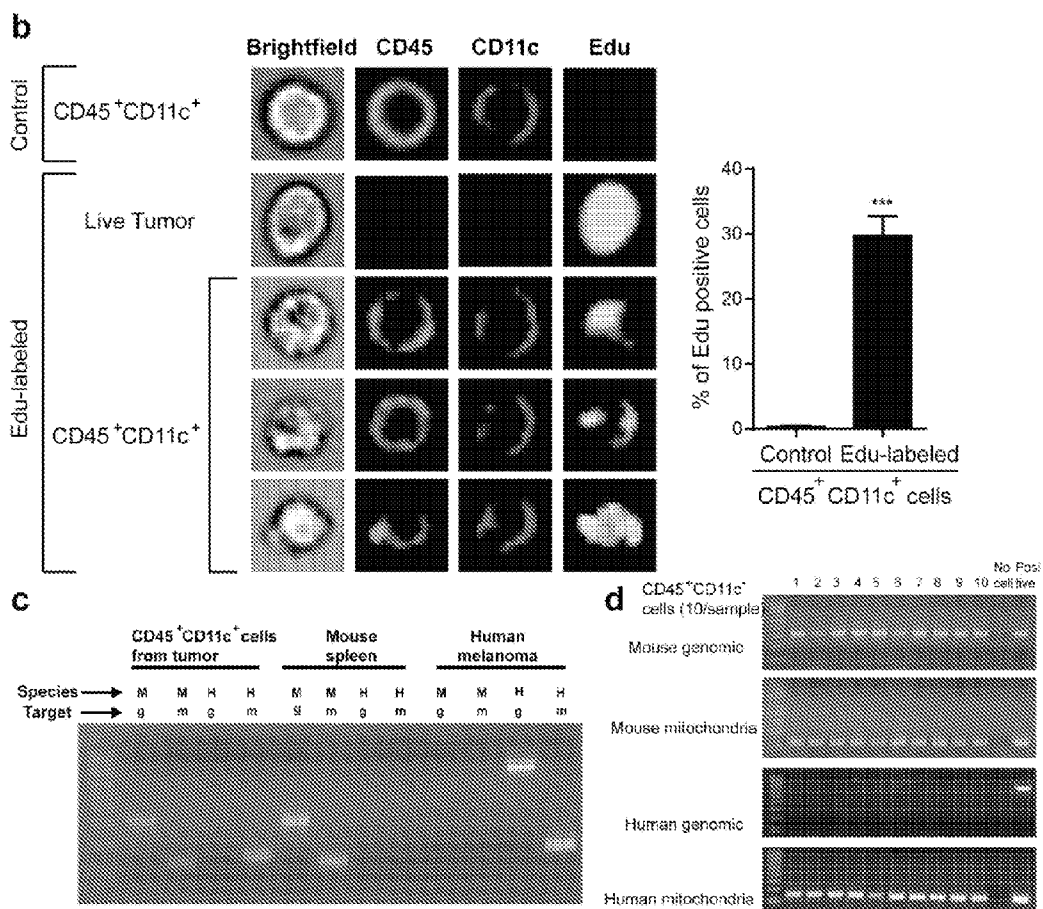 b
Brightfield CD45 CD11c Edu
Control
CD45+CD11c+
Live Tumor
Edu-labeled
CD45+CD11c+
% of Edu positive cells
40
30
20
10
0
***
Control Edu-labeled
CD45+ CD11c+ cells
c
CD45+CD11c+cells
from tumor
Mouse
spleen
Human
melanoma
Species M M H H M M H H M M H H
Target g m g m g m g m g m g m
d
CD45+CD11c+
cells (10/sample
1 2 3 4 5 6 7 8 9 10 No cell Posi tive
Mouse genomic
Mouse mitochondria
Human genomic
Human mitochondria